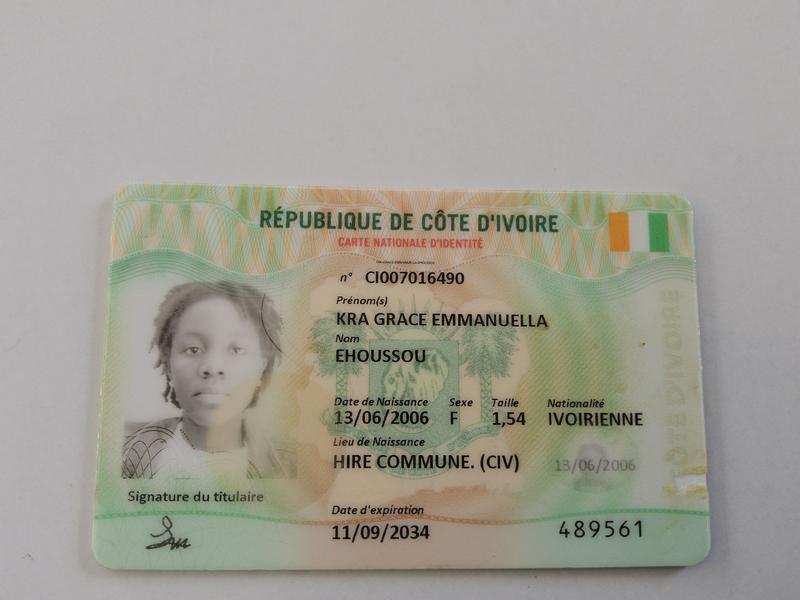 RÉPUBLIQUE DE CÔTE D'IVOIRE
CARTE NATIONALE D'IDENTITÉ
n° CI007016490
Prénom(s)
KRA GRACE EMMANUELLA
Nom
EHOUSSOU
Date de Naissance Sexe Taille Nationalité
13/06/2006 F 1,54 IVOIRIENNE
Lieu de Naissance
HIRE COMMUNE. (CIV)
13/06/2006
Signature du titulaire
Date d'expiration
11/09/2034
489561
CÔTE D'IVOIRE